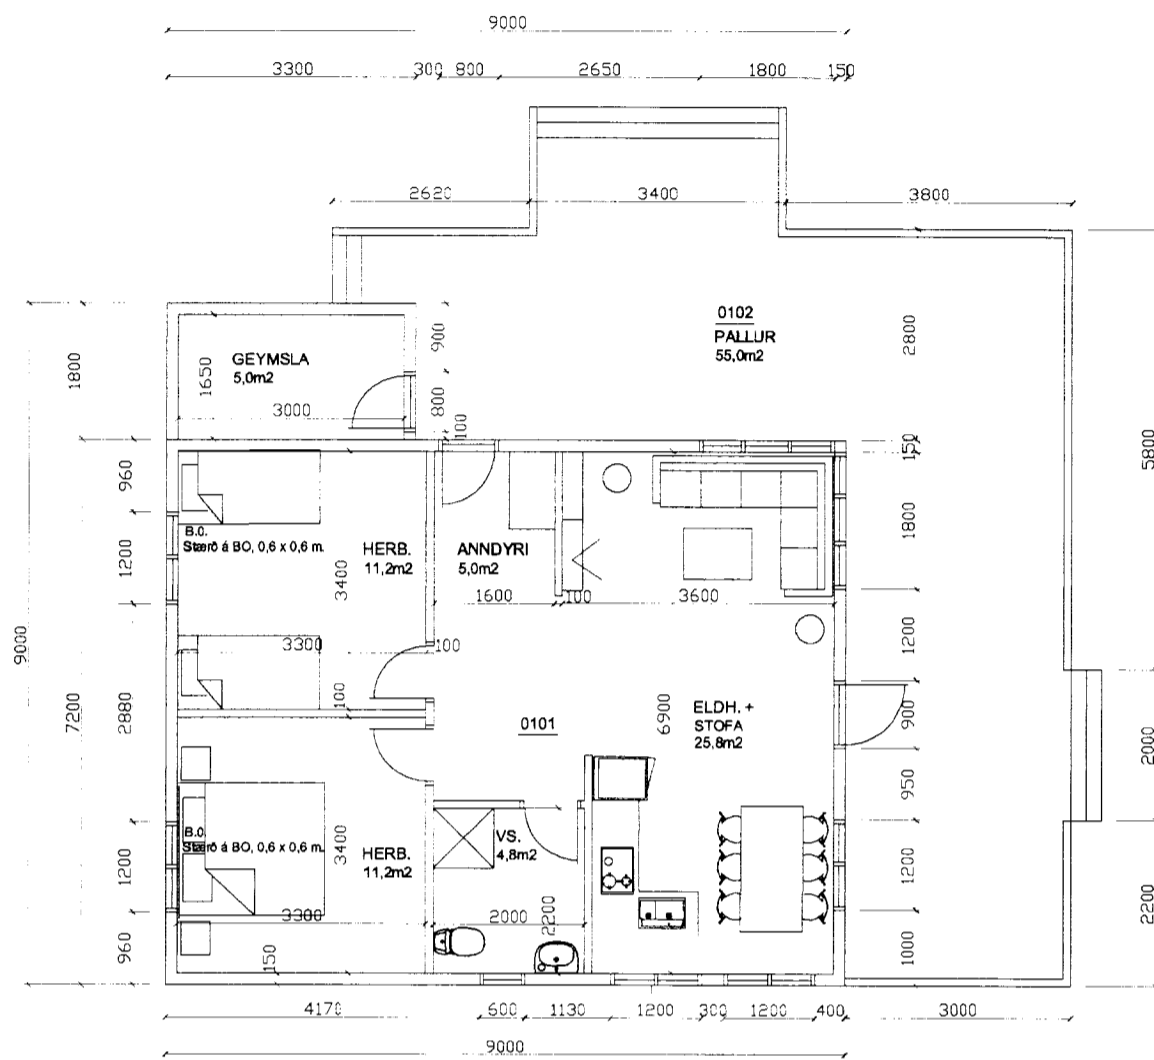 9000
3300 300 800 2650 1800 150
2620 3400 3800
0102
PALLUR
55,0m2
2800
GEYMSLA
5,0m2
1650
3000
900
800
100
1800
9000
7200
960
1200
2880
1200
960
150
1800
1200
900
950
1200
1000
5800
2000
2200
B.O.
Stærð á BO, 0,6 x 0,6 m.
HERB.
11,2m2
3400
3300
100
100
ANNDYRI
5,0m2
1600 100 3600
0101
6900
ELDH. +
STOFA
25,8m2
B.O.
Stærð á BO, 0,6 x 0,6 m.
3400
HERB.
11,2m2
3300
150
VS.
4,8m2
2000
2200
4170 600 1130 1200 300 1200 400 3000
9000